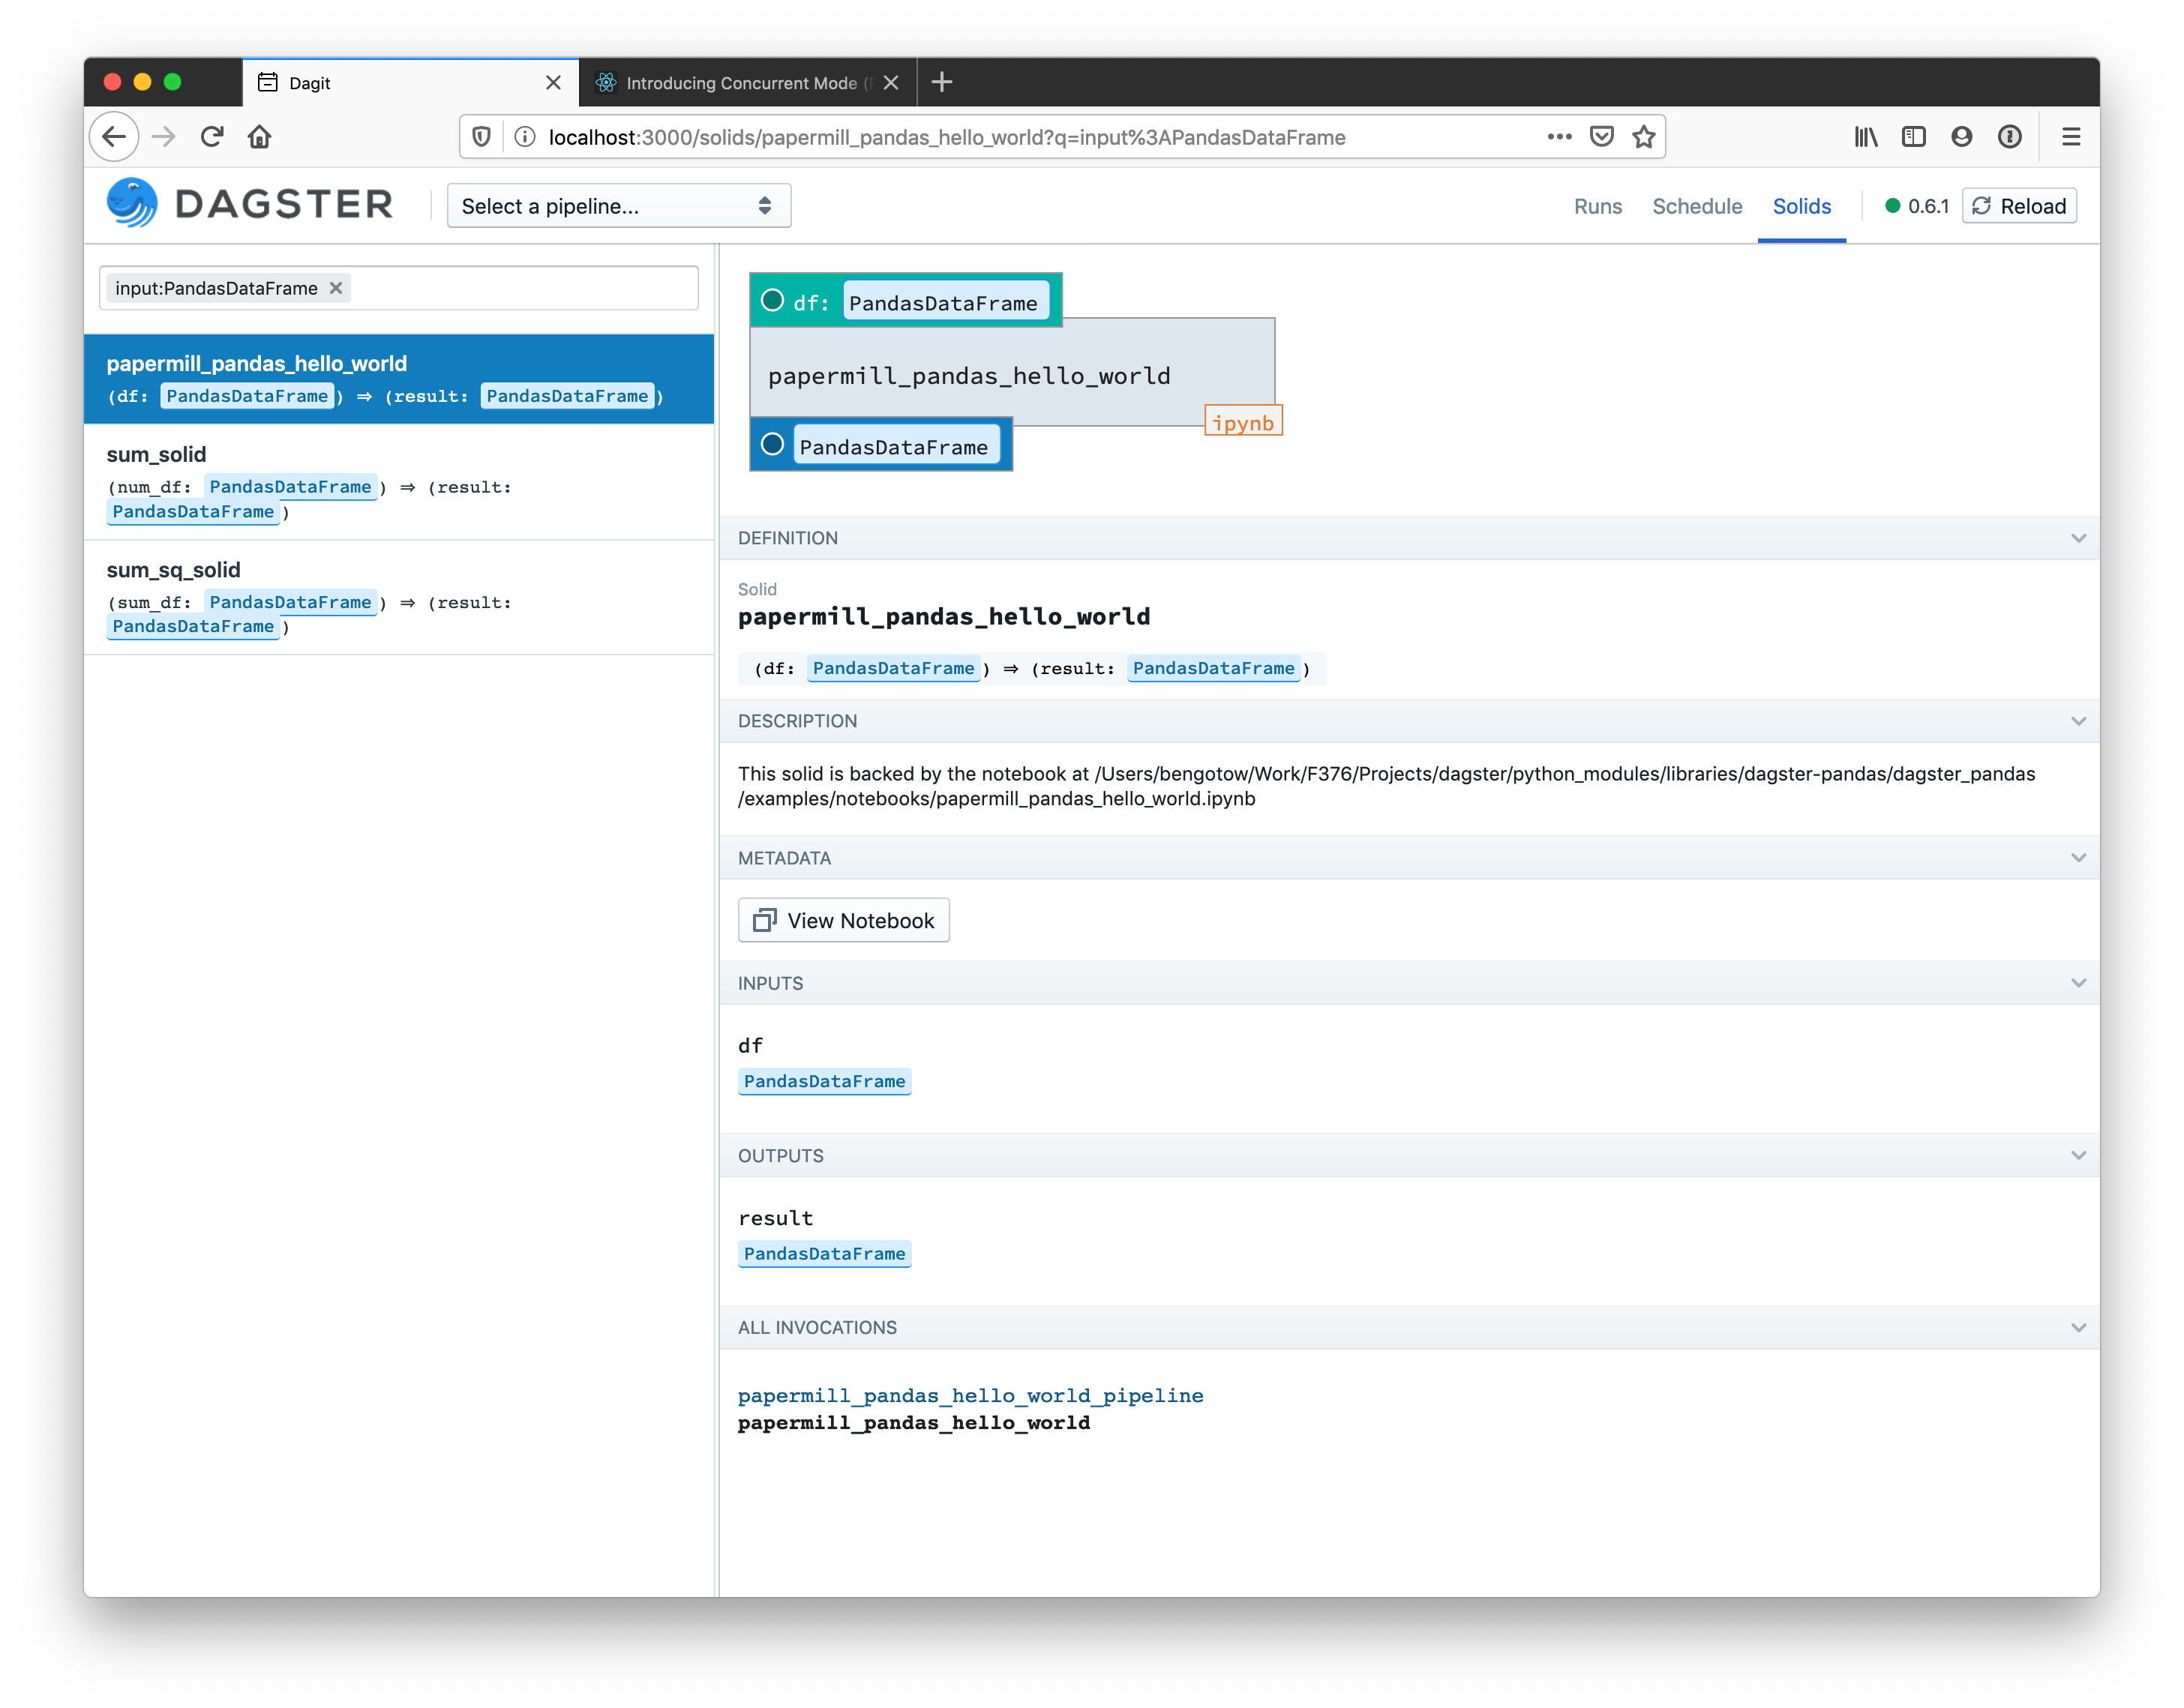 Dagit
Introducing Concurrent Mode (
localhost:3000/solids/papermill_pandas_hello_world?q=input%3APandasDataFrame
DAGSTER
Select a pipeline...
Runs
Schedule
Solids
0.6.1
Reload
input:PandasDataFrame
papermill_pandas_hello_world
(df: PandasDataFrame) ⇒ (result: PandasDataFrame)
sum_solid
(num_df: PandasDataFrame) ⇒ (result:
PandasDataFrame)
sum_sq_solid
(sum_df: PandasDataFrame) ⇒ (result:
PandasDataFrame)
df: PandasDataFrame
papermill_pandas_hello_world
ipynb
PandasDataFrame
DEFINITION
Solid
papermill_pandas_hello_world
(df: PandasDataFrame) ⇒ (result: PandasDataFrame)
DESCRIPTION
This solid is backed by the notebook at /Users/bengotow/Work/F376/Projects/dagster/python_modules/libraries/dagster-pandas/dagster_pandas
/examples/notebooks/papermill_pandas_hello_world.ipynb
METADATA
View Notebook
INPUTS
df
PandasDataFrame
OUTPUTS
result
PandasDataFrame
ALL INVOCATIONS
papermill_pandas_hello_world_pipeline
papermill_pandas_hello_world